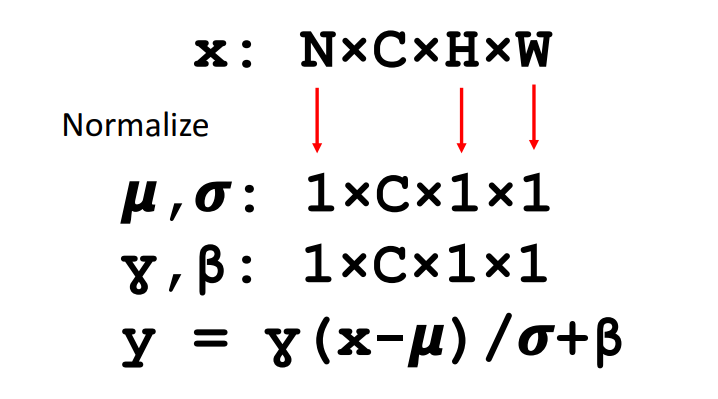 x: N×C×H×W
Normalize
μ,σ: 1×C×1×1
ɣ,β: 1×C×1×1
y = ɣ(x-μ)/σ+β